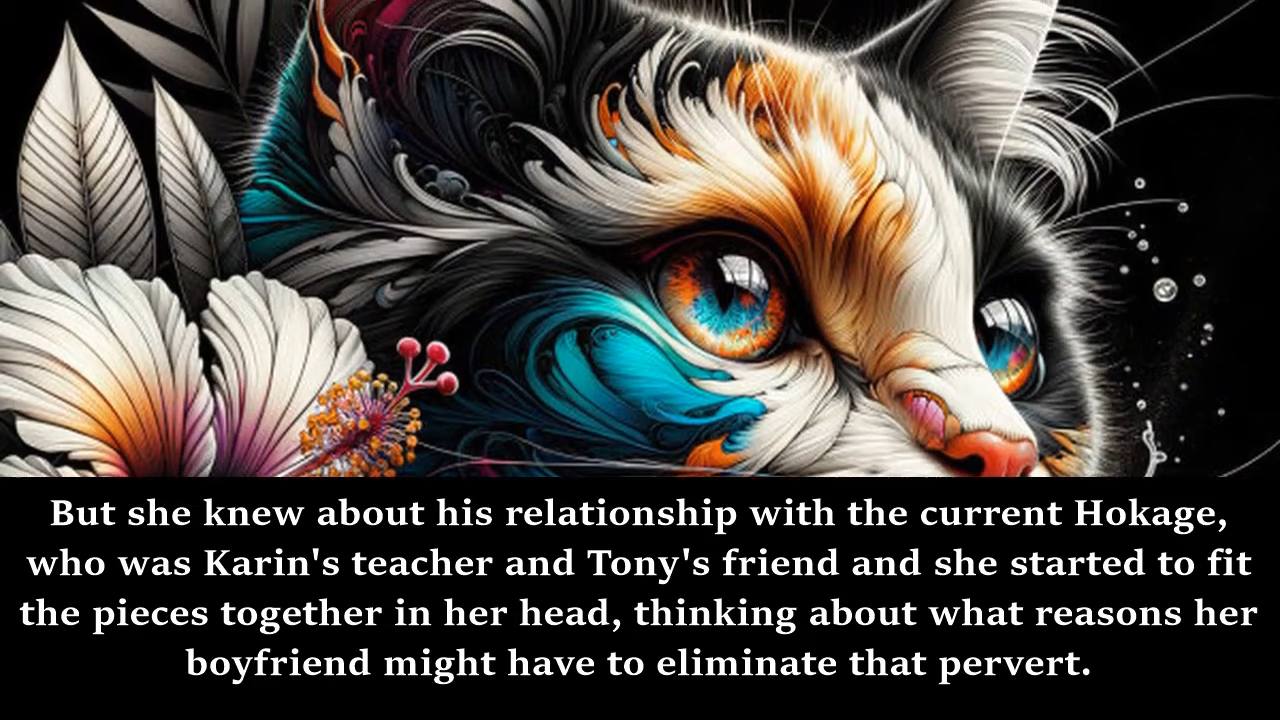 But she knew about his relationship with the current Hokage,
who was Karin's teacher and Tony's friend and she started to fit
the pieces together in her head, thinking about what reasons her
boyfriend might have to eliminate that pervert.